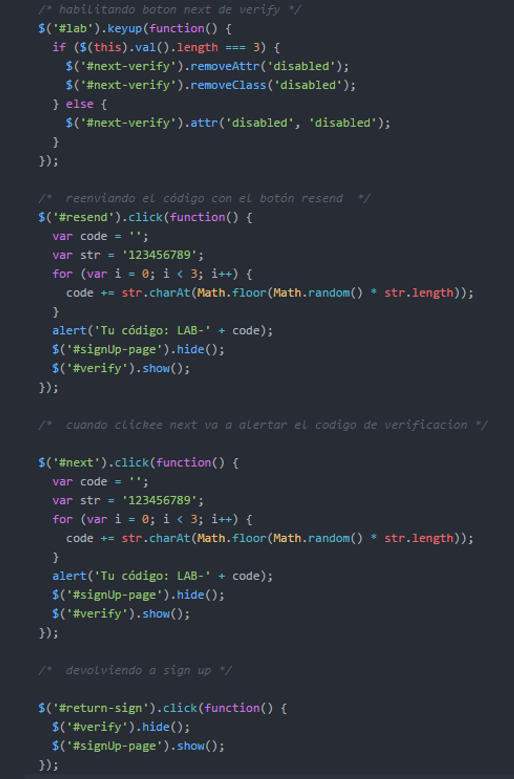 /* habilitando boton next de verify */
$('#lab').keyup(function() {
  if ($(this).val().length === 3) {
    $('#next-verify').removeAttr('disabled');
    $('#next-verify').removeClass('disabled');
  } else {
    $('#next-verify').attr('disabled', 'disabled');
  }
});
/*  reenviando el código con el botón resend  */
$('#resend').click(function() {
  var code = '';
  var str = '123456789';
  for (var i = 0; i < 3; i++) {
    code += str.charAt(Math.floor(Math.random() * str.length));
  }
  alert('Tu código: LAB-' + code);
  $('#signUp-page').hide();
  $('#verify').show();
});
/*  cuando clickee next va a alertar el codigo de verificacion */
$('#next').click(function() {
  var code = '';
  var str = '123456789';
  for (var i = 0; i < 3; i++) {
    code += str.charAt(Math.floor(Math.random() * str.length));
  }
  alert('Tu código: LAB-' + code);
  $('#signUp-page').hide();
  $('#verify').show();
});
/*  devolviendo a sign up */
$('#return-sign').click(function() {
  $('#verify').hide();
  $('#signUp-page').show();
});